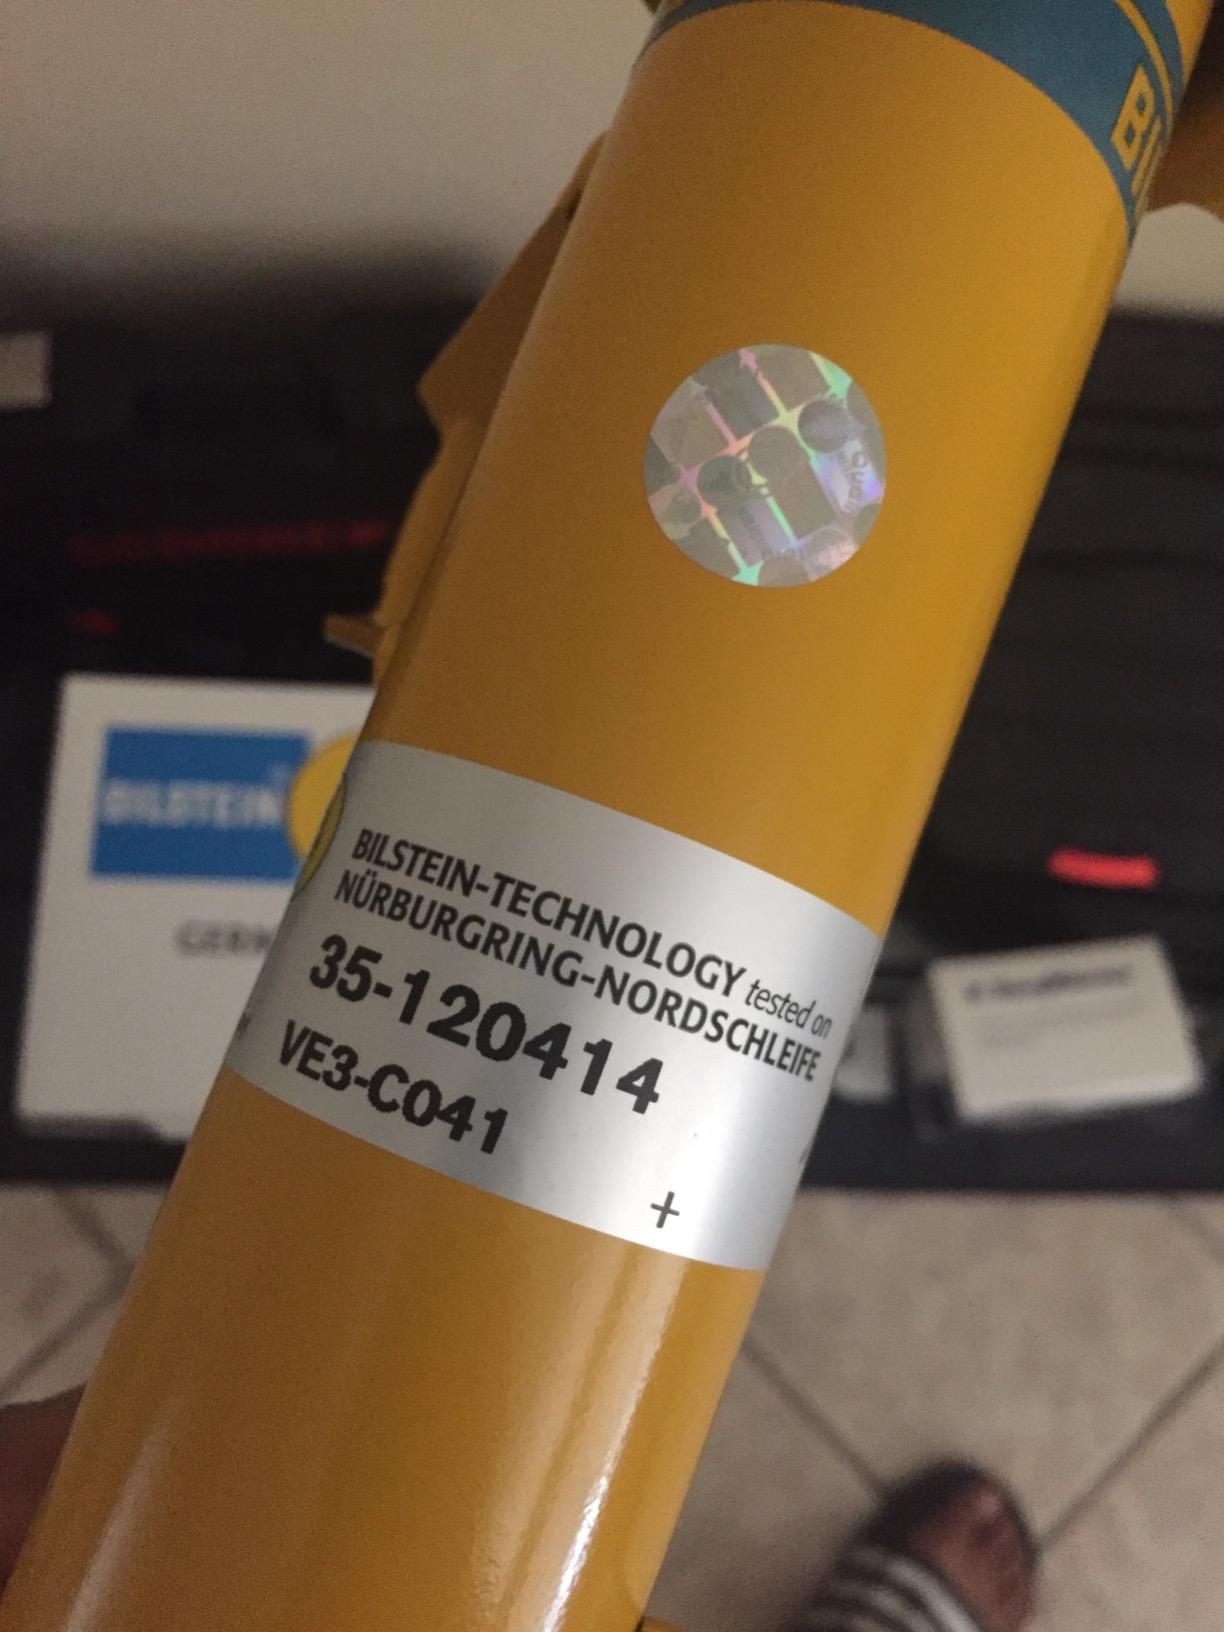 BILSTEIN
BILSTEIN-TECHNOLOGY tested on
NÜRBURGRING-NORDSCHLEIFE
35-120414
VE3-C041
+